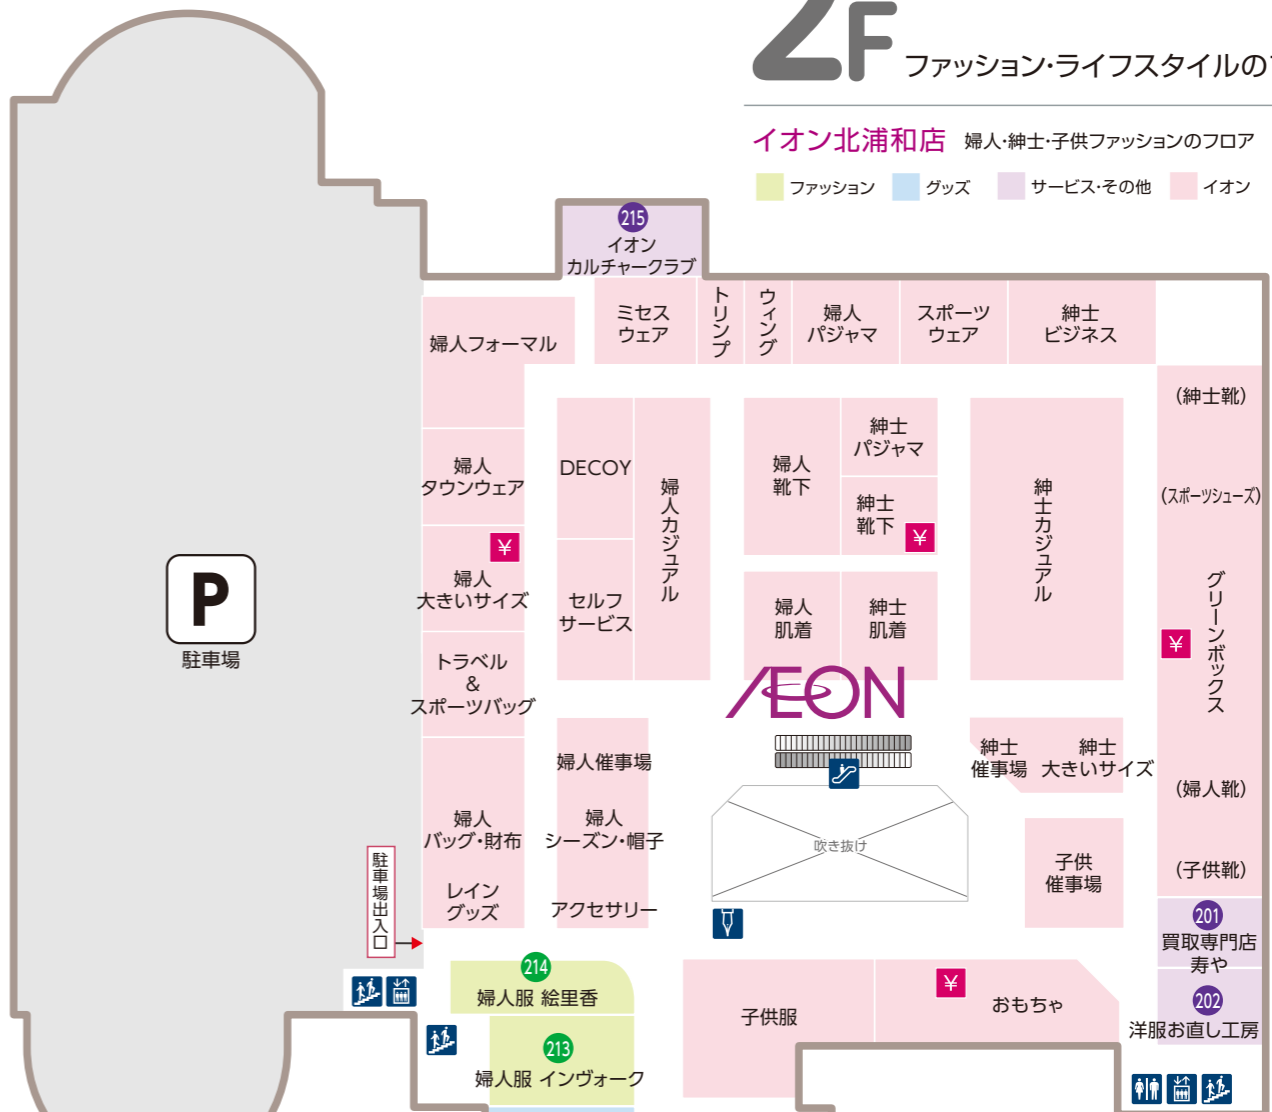 2F ファッション・ライフスタイルの
イオン北浦和店 婦人・紳士・子供ファッションのフロア
ファッション グッズ サービス・その他 イオン
215
イオン
カルチャークラブ
婦人フォーマル
ミセス
ウェア
トリンプ
ウィング
婦人
パジャマ
スポーツ
ウェア
紳士
ビジネス
(紳士靴)
(スポーツシューズ)
グリーンボックス
¥
(婦人靴)
(子供靴)
婦人
タウンウェア
¥
婦人
大きいサイズ
トラベル
&
スポーツバッグ
婦人
バッグ・財布
レイン
グッズ
DECOY
セルフ
サービス
婦人カジュアル
婦人
靴下
紳士
パジャマ
紳士
靴下
¥
婦人
肌着
紳士
肌着
紳士カジュアル
P
駐車場
AEON
婦人催事場
婦人
シーズン・帽子
アクセサリー
吹き抜け
紳士
催事場
紳士
大きいサイズ
子供
催事場
駐車場出入口
201
買取専門店
寿や
202
洋服お直し工房
214
婦人服 絵里香
213
婦人服 インヴォーク
子供服
¥
おもちゃ